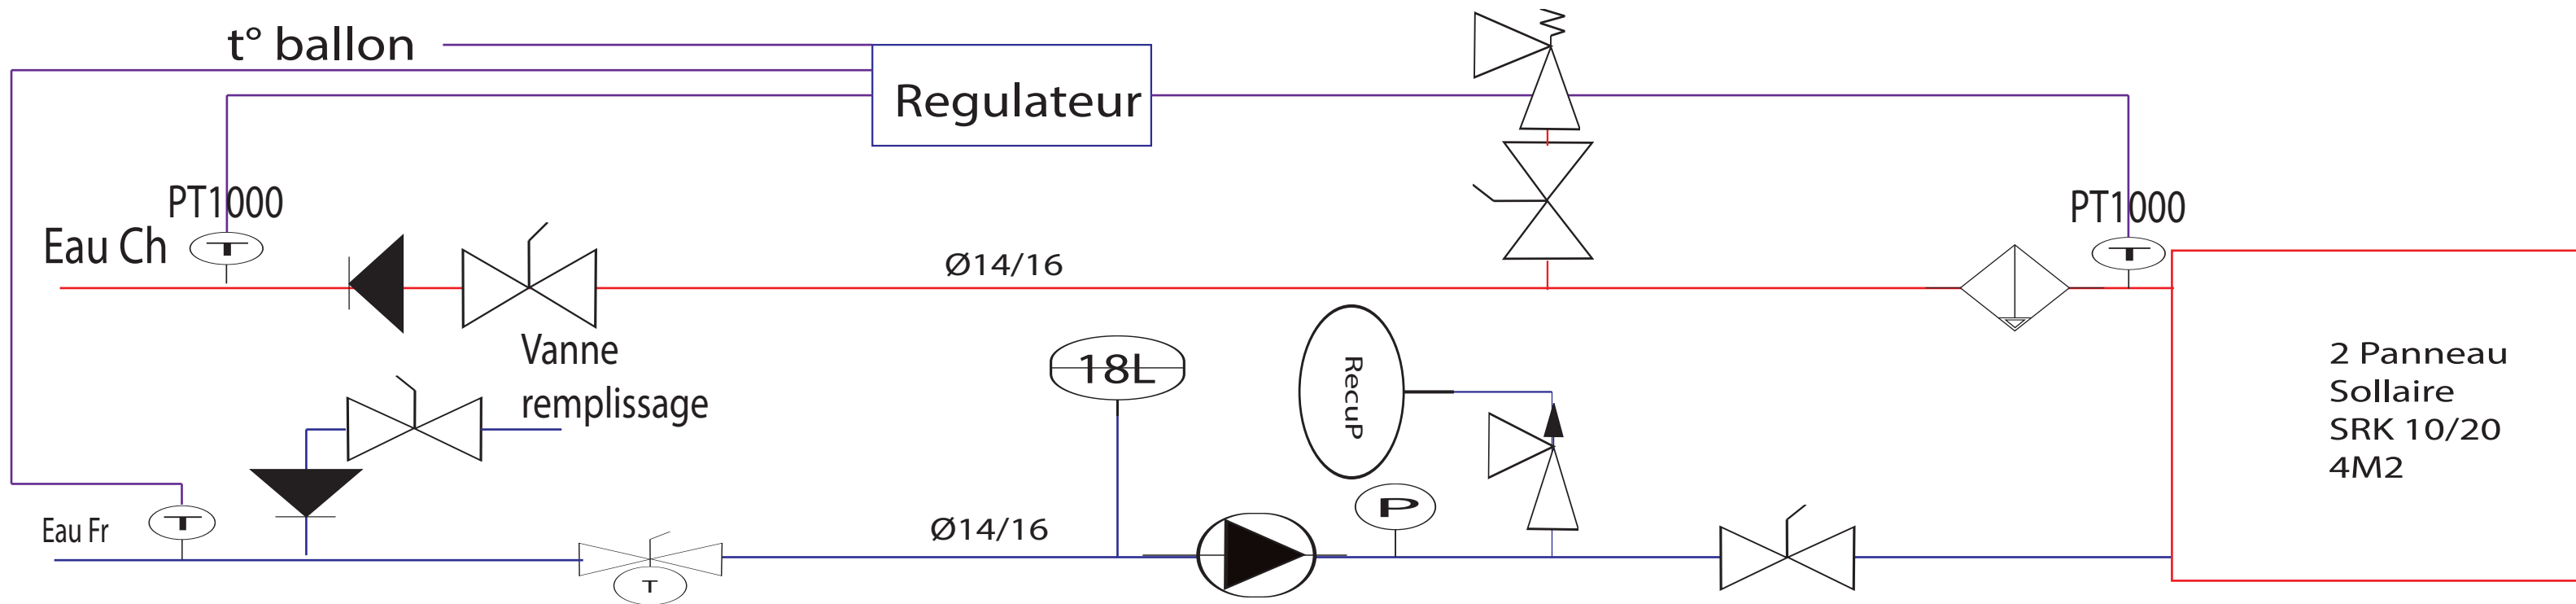 t° ballon
Regulateur
PT1000
PT1000
Eau Ch
T
T
Ø14/16
Vanne
remplissage
18L
RecuP
2 Panneau
Sollaire
SRK 10/20
4M2
P
Eau Fr
T
Ø14/16
T